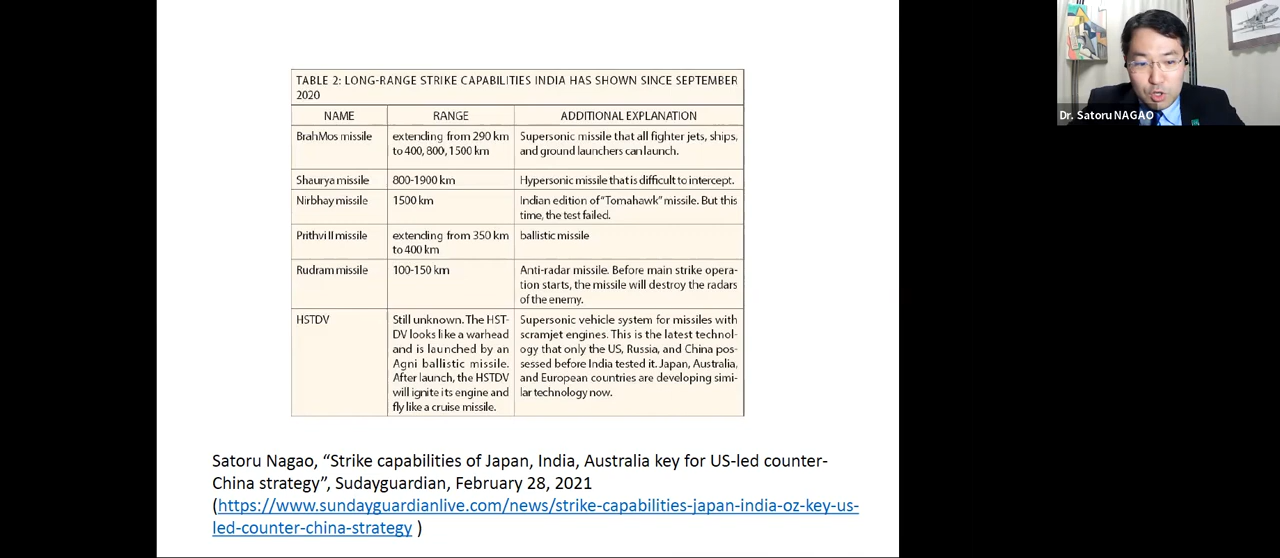 TABLE 2: LONG-RANGE STRIKE CAPABILITIES INDIA HAS SHOWN SINCE SEPTEMBER
2020
NAME RANGE ADDITIONAL EXPLANATION
BrahMos missile
extending from 290 km
to 400, 800, 1500 km
Supersonic missile that all fighter jets, ships,
and ground launchers can launch.
Shaurya missile
800-1900 km
Hypersonic missile that is difficult to intercept.
Nirbhay missile
1500 km
Indian edition of "Tomahawk" missile. But this
time, the test failed.
Prithvi II missile
extending from 350 km
to 400 km
ballistic missile
Rudram missile
100-150 km
Anti-radar missile. Before main strike opera-
tion starts, the missile will destroy the radars
of the enemy.
HSTDV
Still unknown. The HST-
DV looks like a warhead
and is launched by an
Agni ballistic missile.
After launch, the HSTDV
will ignite its engine and
fly like a cruise missile.
Supersonic vehicle system for missiles with
scramjet engines. This is the latest technol-
ogy that only the US, Russia, and China pos-
sessed before India tested it. Japan, Australia,
and European countries are developing simi-
lar technology now.
Satoru Nagao, “Strike capabilities of Japan, India, Australia key for US-led counter-
China strategy”, Sudayguardian, February 28, 2021
(https://www.sundayguardianlive.com/news/strike-capabilities-japan-india-oz-key-us-
led-counter-china-strategy )
Dr. Satoru NAGAO